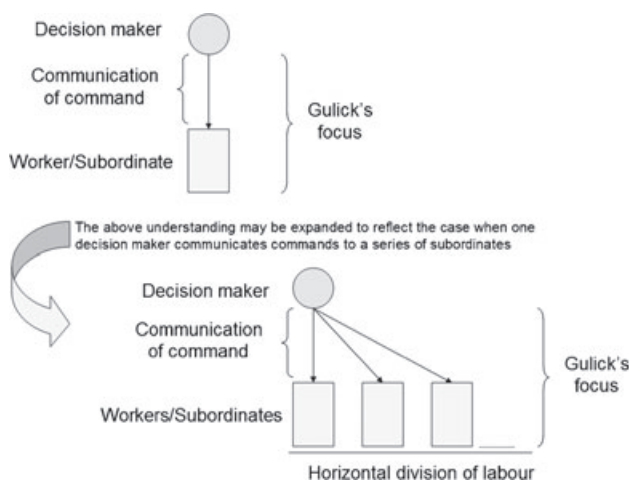 Decision maker
Communication
of command
Gulick's
focus
Worker/Subordinate
The above understanding may be expanded to reflect the case when one
decision maker communicates commands to a series of subordinates
Decision maker
Communication
of command
Gulick's
focus
Workers/Subordinates
Horizontal division of labour